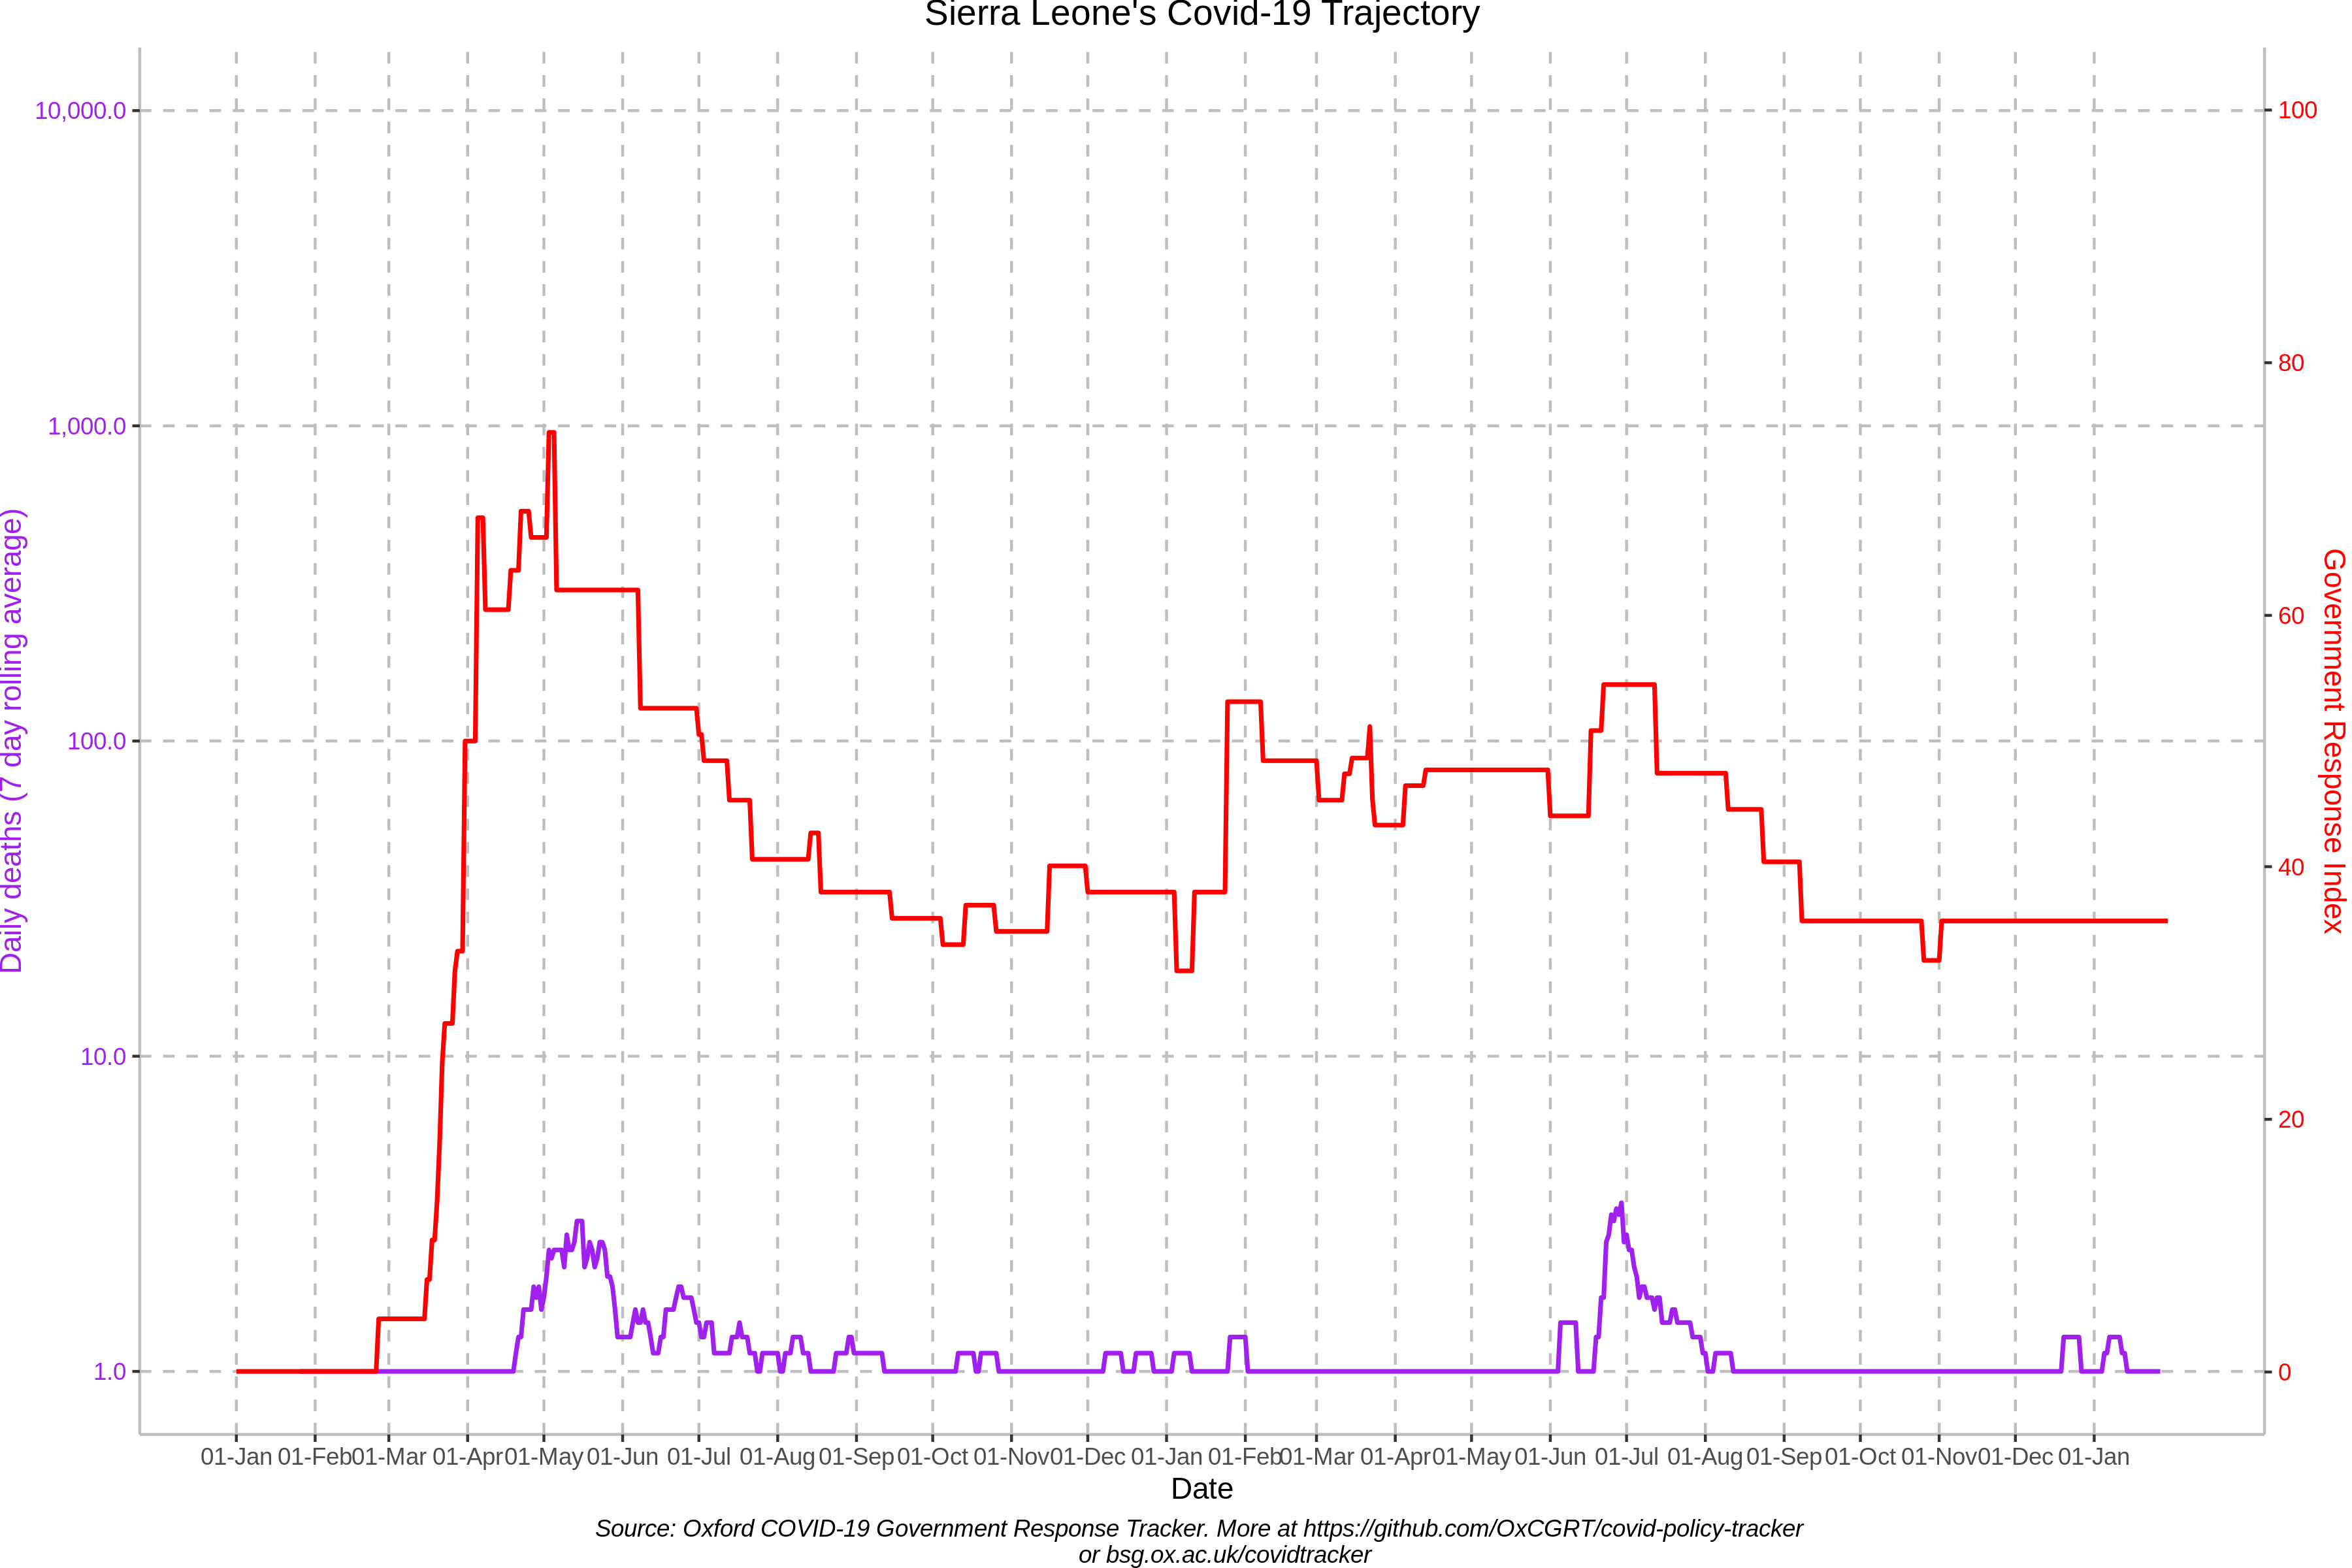 Sierra Leone's Covid-19 Trajectory
10,000.0
1,000.0
100.0
10.0
1.0
Daily deaths (7 day rolling average)
100
80
60
40
20
0
Government Response Index
01-Jan 01-Feb 01-Mar 01-Apr 01-May 01-Jun 01-Jul 01-Aug 01-Sep 01-Oct 01-Nov 01-Dec 01-Jan 01-Feb 01-Mar 01-Apr 01-May 01-Jun 01-Jul 01-Aug 01-Sep 01-Oct 01-Nov 01-Dec 01-Jan
Date
Source: Oxford COVID-19 Government Response Tracker. More at https://github.com/OxCGRT/covid-policy-tracker
or bsg.ox.ac.uk/covidtracker